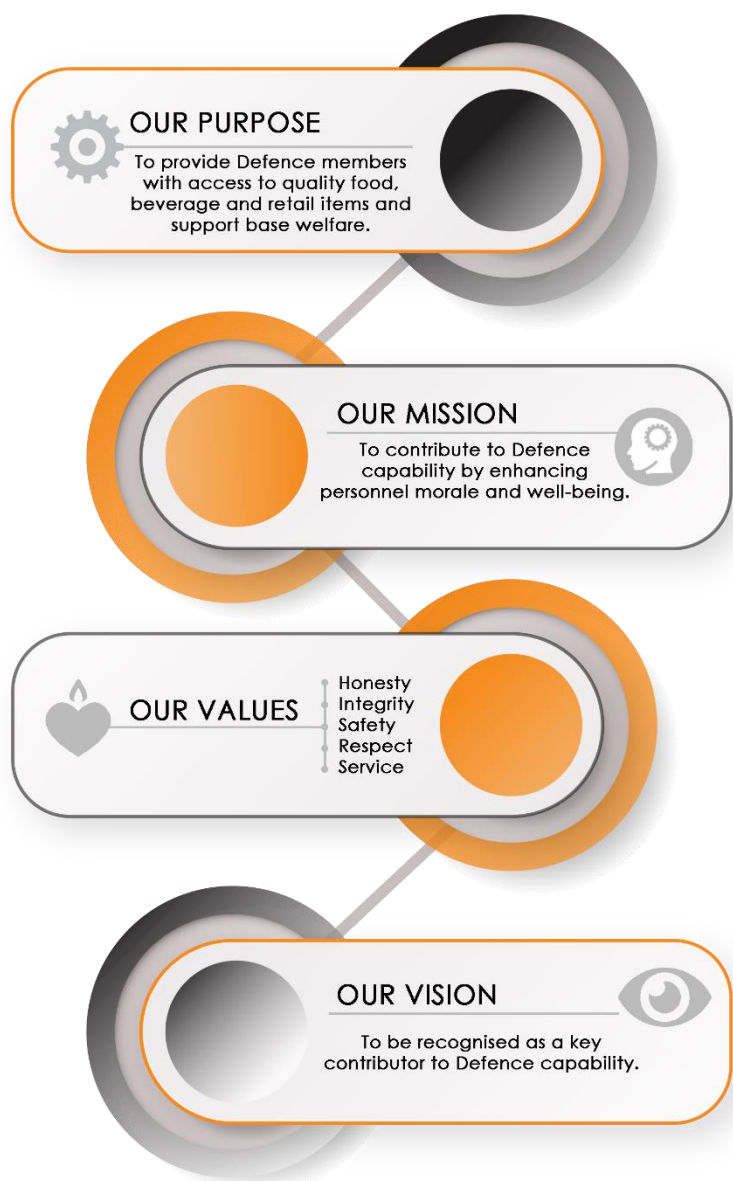 OUR PURPOSE
To provide Defence members
with access to quality food,
beverage and retail items and
support base welfare.
OUR MISSION
To contribute to Defence
capability by enhancing
personnel morale and well-being.
OUR VALUES
Honesty
Integrity
Safety
Respect
Service
OUR VISION
To be recognised as a key
contributor to Defence capability.